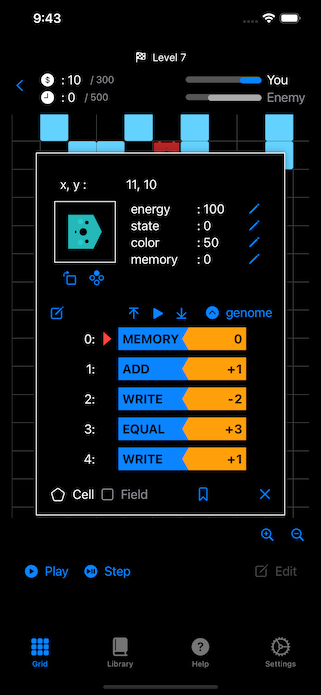 9:43
Level 7
$ : 10 / 300
You
: 0 / 500
Enemy
x, y : 11, 10
energy : 100
state : 0
color : 50
memory : 0
genome
0: MEMORY 0
1: ADD +1
2: WRITE -2
3: EQUAL +3
4: WRITE +1
Cell Field
Play Step Edit
Grid Library Help Settings